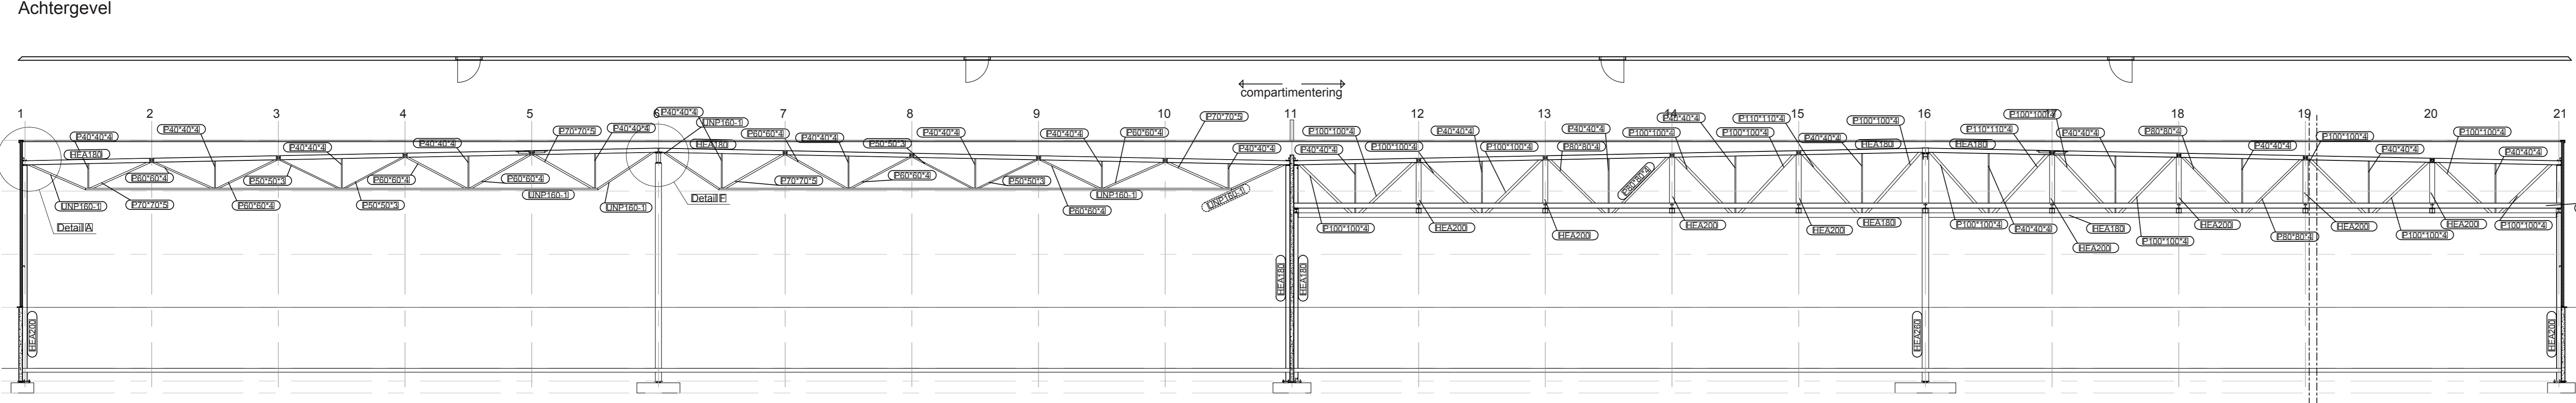 Achtergevel
compartimentering
1 2 3 4 5 6 7 8 9 10 11 12 13 14 15 16 17 18 19 20 21
P40*40*4 P40*40*4 P70*70*5 P40*40*4 P40*40*4 UNP160-1 P60*60*4 P40*40*4 P40*40*4 P40*40*4 P60*60*4 P70*70*5 P100*100*4 P40*40*4 P40*40*4 P40*40*4 P100*100*4 P110*110*4 P100*100*4 P40*40*4 P100*100*4 P110*110*4 P100*100*4 P40*40*4 P80*80*4 P100*100*4 P100*100*4
HEA180 P40*40*4 P40*40*4 HEA180 P50*50*3 P40*40*4 P40*40*4 P100*100*4 P100*100*4 P80*80*4 HEA180 HEA180 P40*40*4 P40*40*4 P40*40*4
P60*60*4 P50*50*3 P60*60*4 P60*60*4 P70*70*5 P60*60*4 P50*50*3 P80*80*4
UNP160-1 UNP160-1 UNP160-1
UNP160-1 P70*70*5 P60*60*4 P50*50*3 UNP160-1 P60*60*4
Detail A
Detail F
P100*100*4 HEA200 HEA200 HEA200 HEA200 HEA180 P100*100*4 P40*40*4 HEA200 HEA180 P100*100*4 HEA200 P80*80*4 HEA200 P100*100*4 HEA200 P100*100*4
HEA180 HEA180
HEA200 HEA260 HEA200